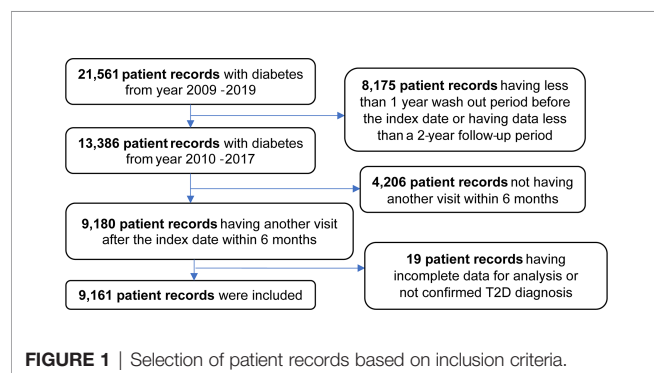 21,561 patient records with diabetes
from year 2009 -2019
8,175 patient records having less
than 1 year wash out period before
the index date or having data less
than a 2-year follow-up period
13,386 patient records with diabetes
from year 2010 -2017
4,206 patient records not having
another visit within 6 months
9,180 patient records having another visit
after the index date within 6 months
19 patient records having
incomplete data for analysis or
not confirmed T2D diagnosis
9,161 patient records were included
FIGURE 1 | Selection of patient records based on inclusion criteria.